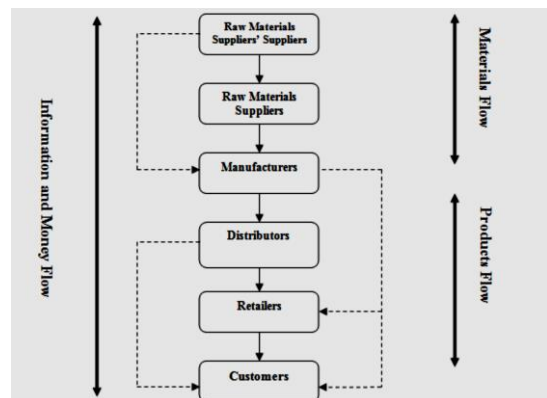 Raw Materials
Suppliers' Suppliers
Raw Materials
Suppliers
Manufacturers
Distributors
Retailers
Customers
Information and Money Flow
Materials Flow
Products Flow